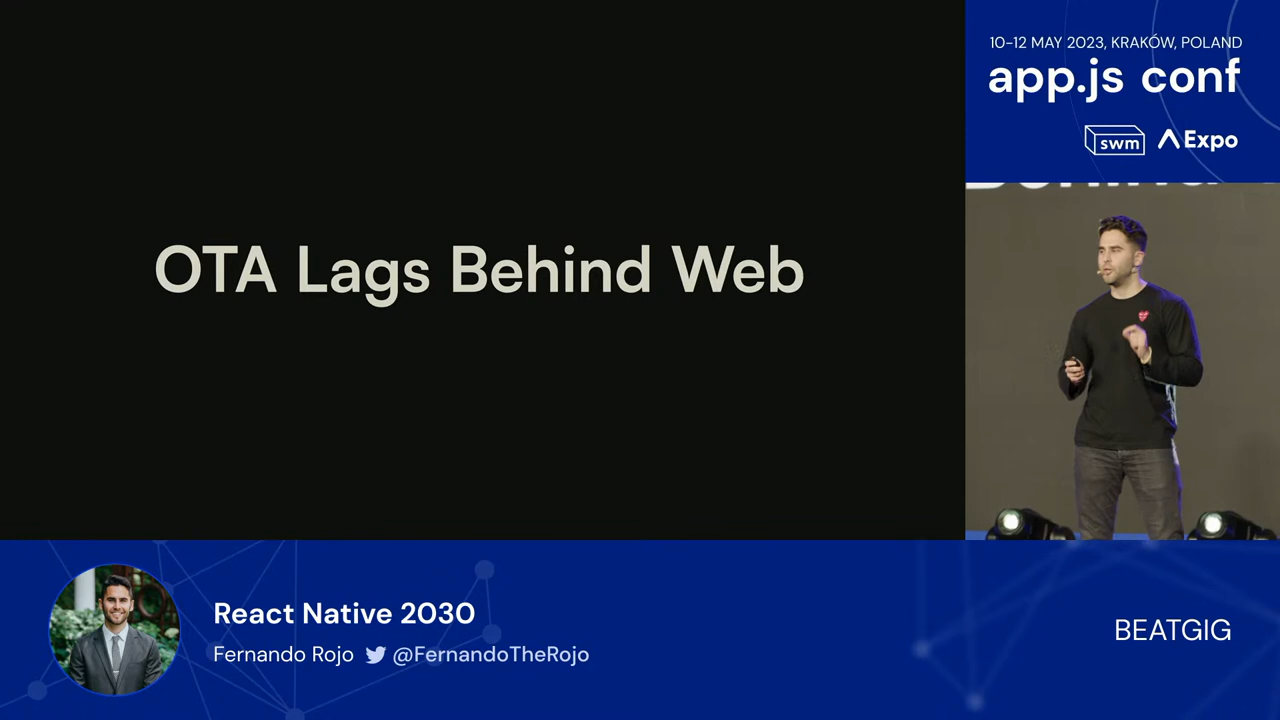 OTA Lags Behind Web
10-12 MAY 2023, KRAKÓW, POLAND
app.js conf
swm Expo
React Native 2030
Fernando Rojo @FernandoTheRojo
BEATGIG